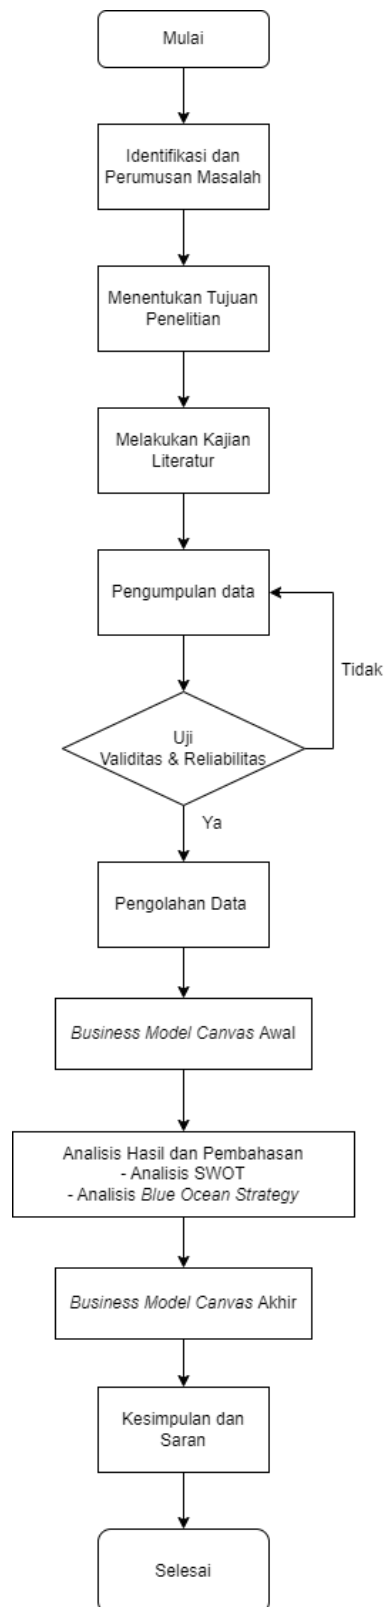 Mulai
Identifikasi dan
Perumusan Masalah
Menentukan Tujuan
Penelitian
Melakukan Kajian
Literatur
Pengumpulan data
Tidak
Uji
Validitas & Reliabilitas
Ya
Pengolahan Data
Business Model Canvas Awal
Analisis Hasil dan Pembahasan
- Analisis SWOT
- Analisis Blue Ocean Strategy
Business Model Canvas Akhir
Kesimpulan dan
Saran
Selesai